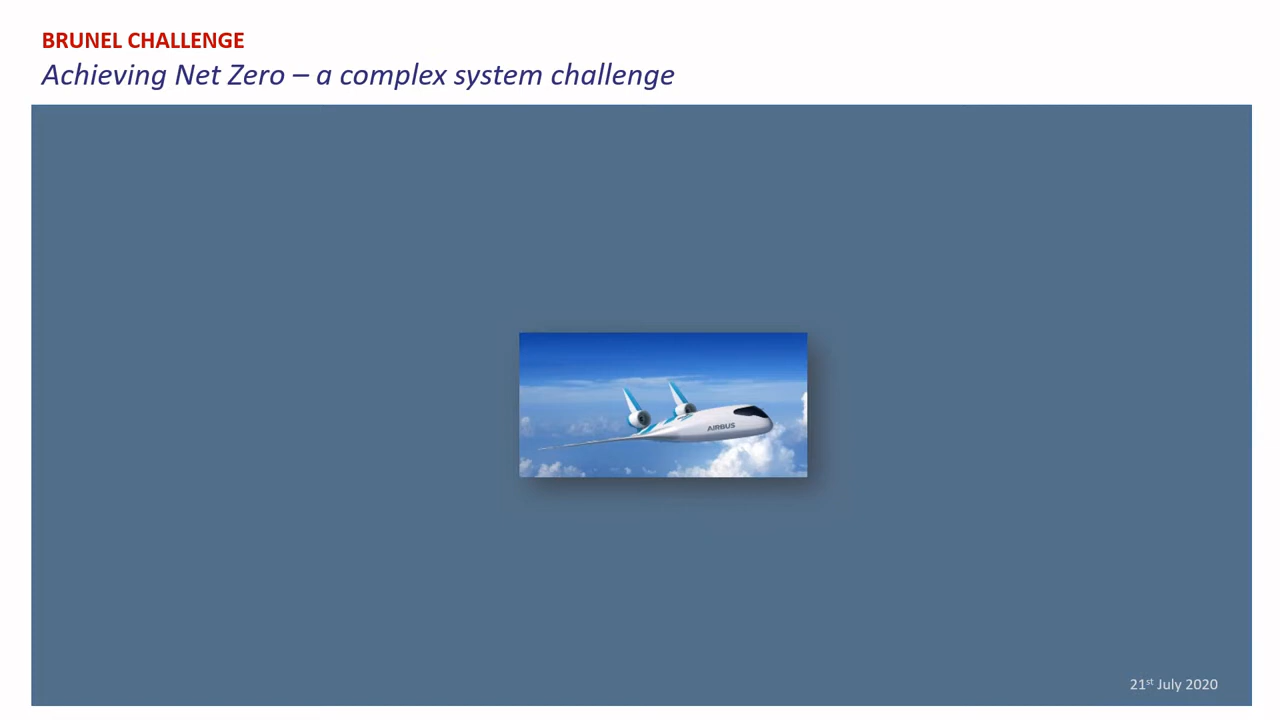 BRUNEL CHALLENGE
Achieving Net Zero – a complex system challenge
AIRBUS
21st July 2020